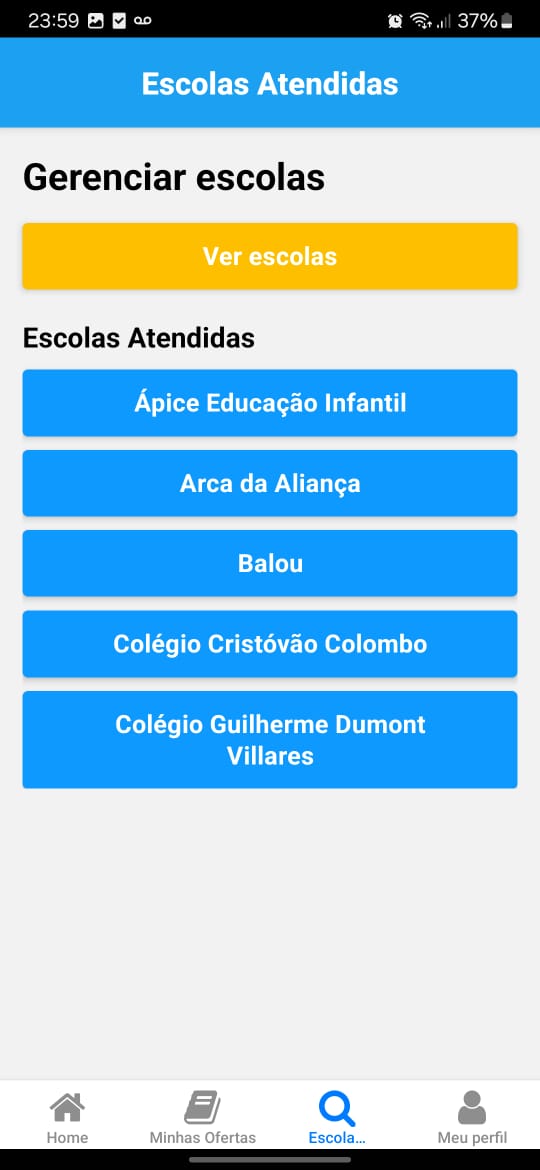 23:59
37%
Escolas Atendidas
Gerenciar escolas
Ver escolas
Escolas Atendidas
Ápice Educação Infantil
Arca da Aliança
Balou
Colégio Cristóvão Colombo
Colégio Guilherme Dumont
Villares
Home
Minhas Ofertas
Escola...
Meu perfil